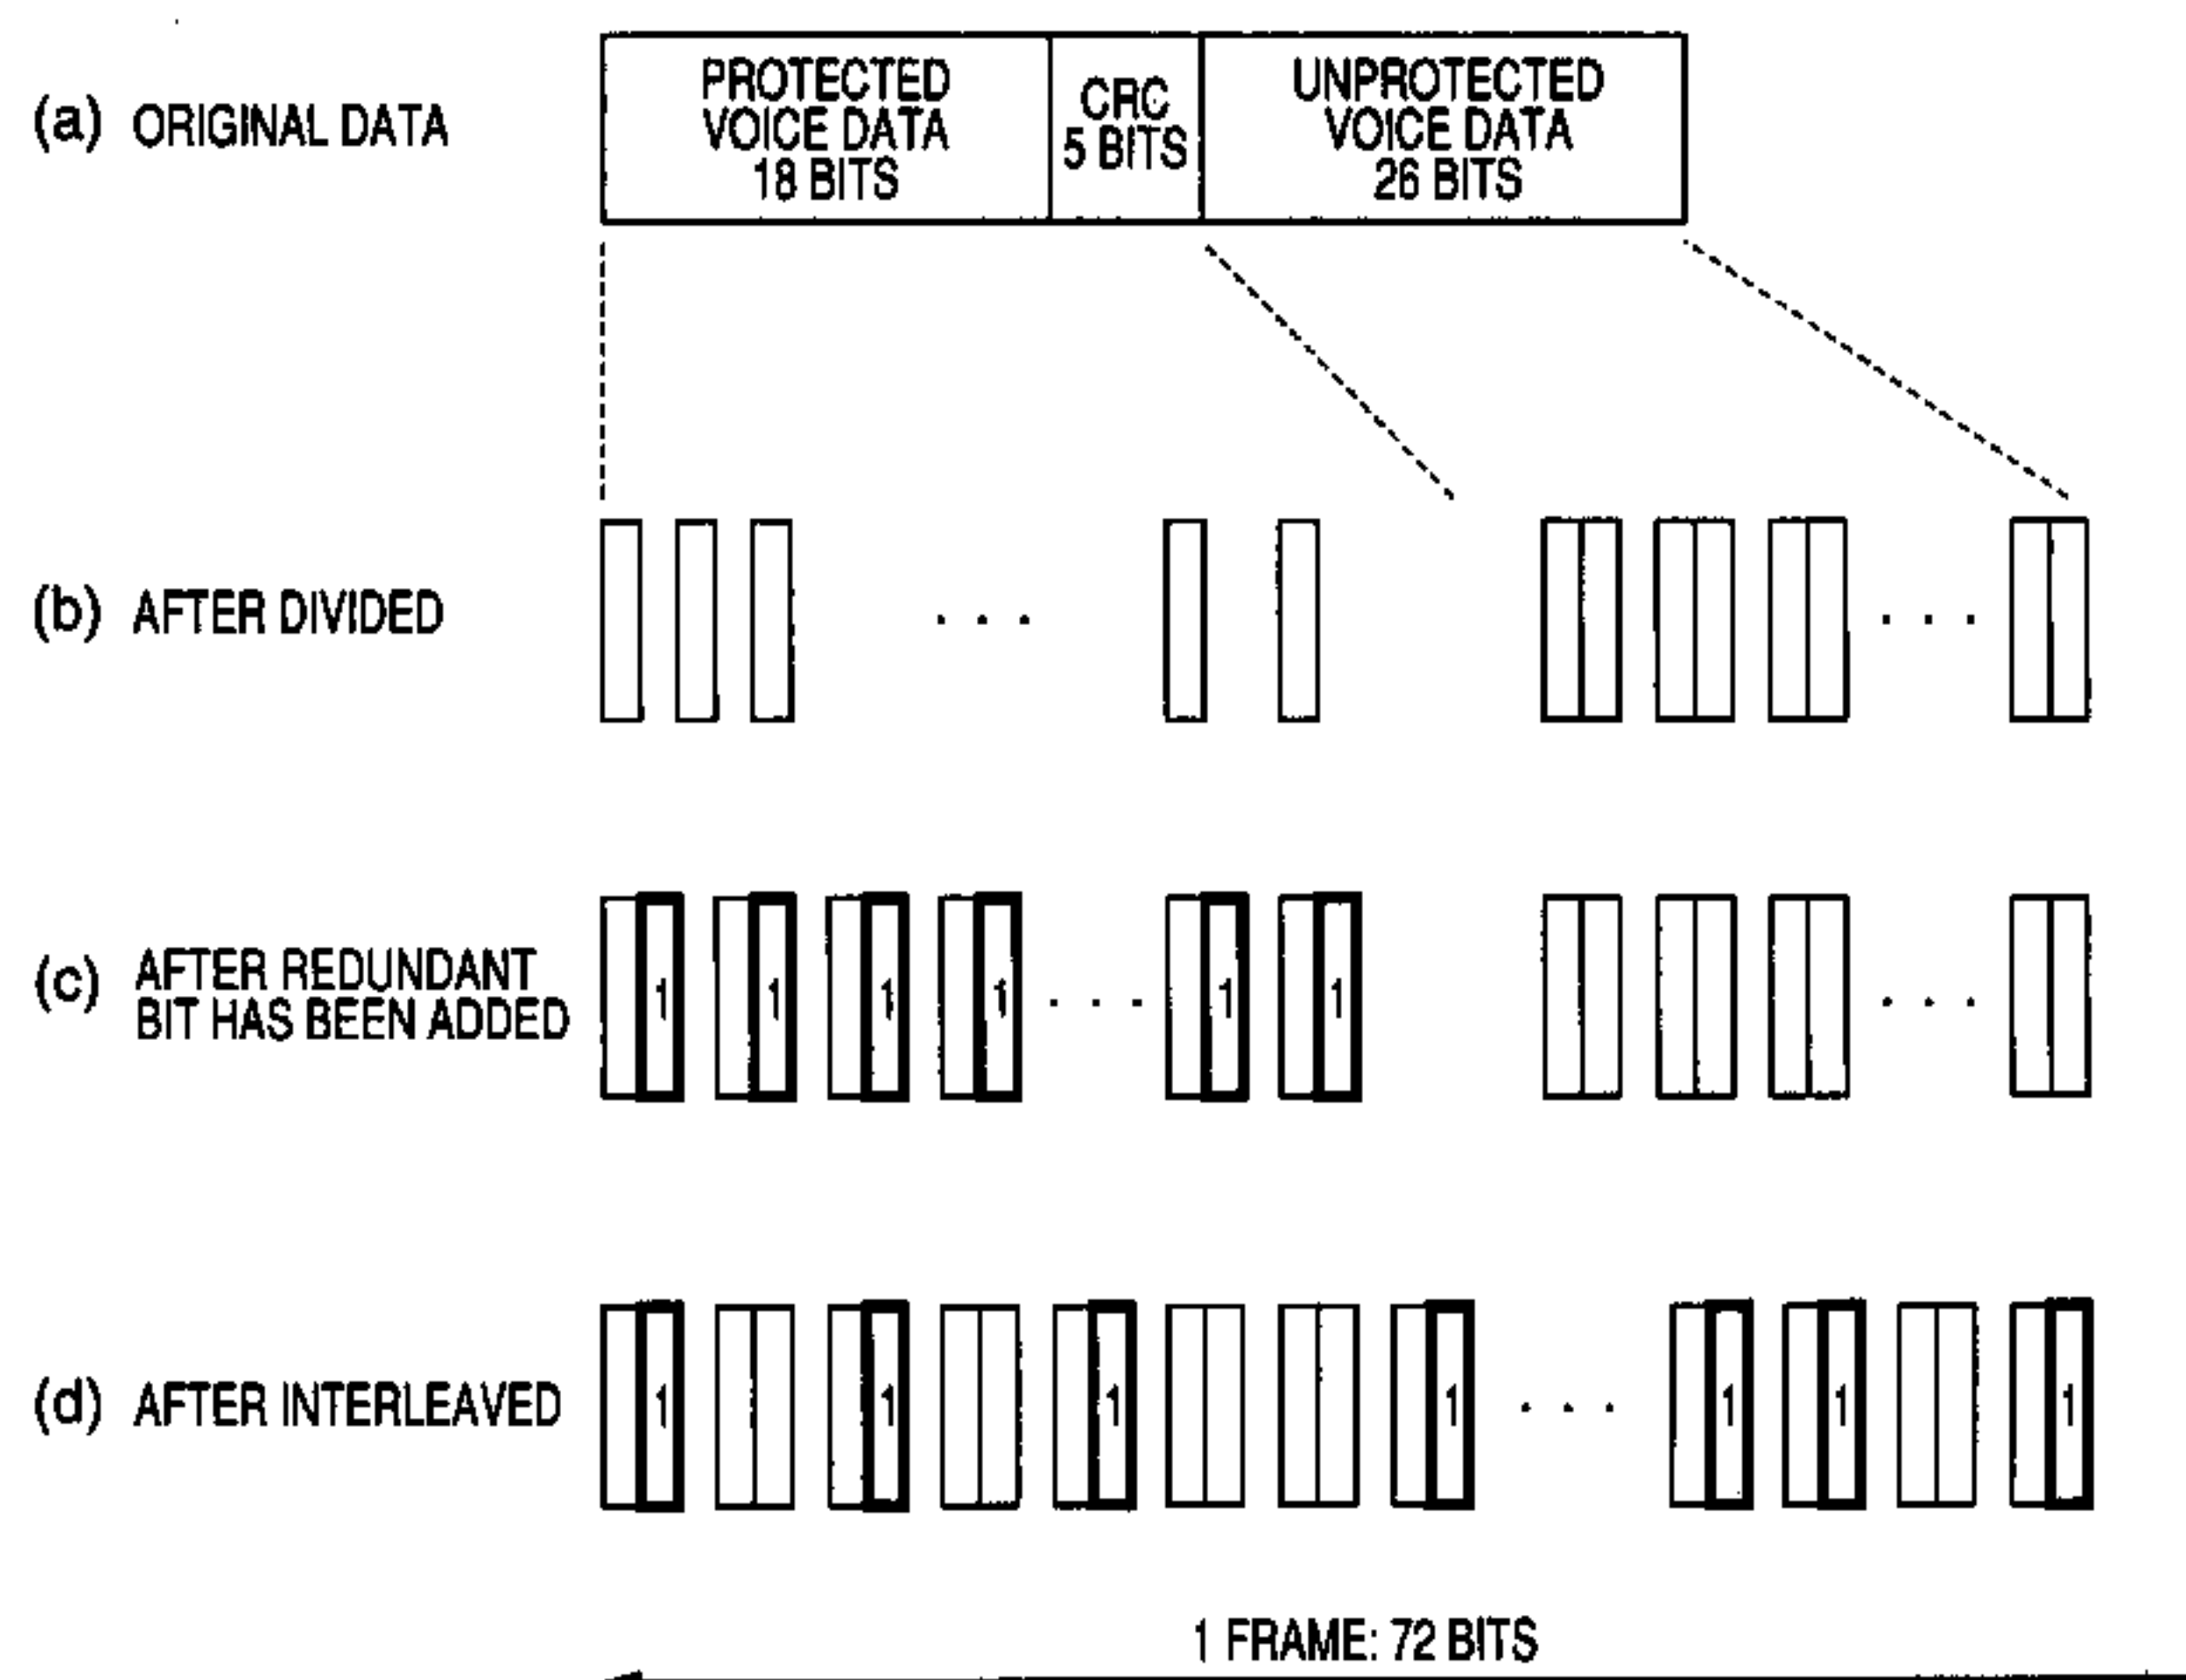 (a) ORIGINAL DATA
PROTECTED
VOICE DATA
18 BITS
CRC
5 BITS
UNPROTECTED
VOICE DATA
26 BITS
(b) AFTER DIVIDED
. . .
. . .
(c) AFTER REDUNDANT
BIT HAS BEEN ADDED
1 1 1 1 . . . 1 1 . . .
(d) AFTER INTERLEAVED
1 1 1 1 . . . 1 1 1
1 FRAME: 72 BITS